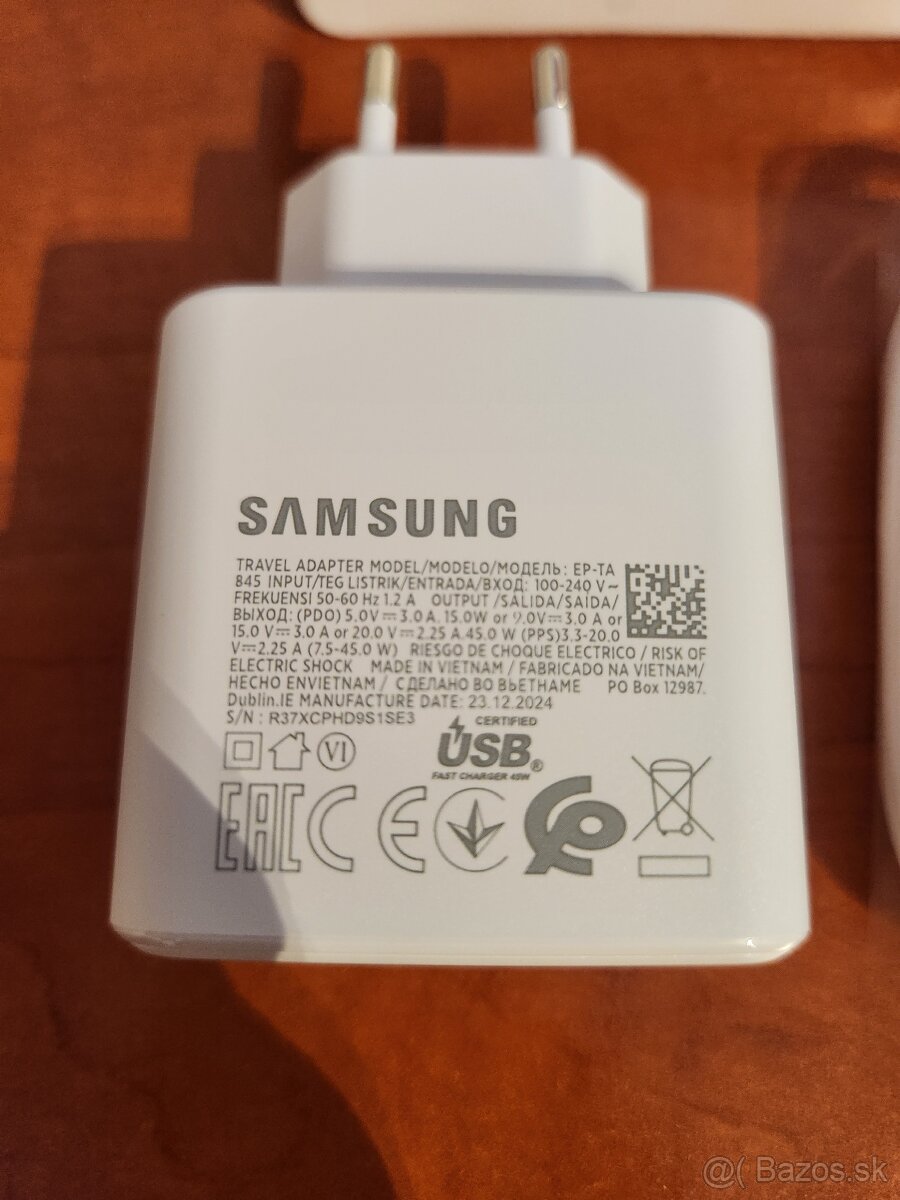 SAMSUNG
TRAVEL ADAPTER MODEL/MODELO/МОДЕЛЬ: EP-TA
845 INPUT/TEG LISTRIK/ENTRADA/ВХОД: 100-240 V~
FREKUENSI 50-60 Hz 1.2 A OUTPUT /SALIDA/SAIDA/
ВЫХОД: (PDO) 5.0V⎓3.0 A. 15.0W or 9.0V⎓3.0 A or
15.0 V⎓3.0 A or 20.0 V⎓2.25 A.45.0 W (PPS)3.3-20.0
V⎓2.25 A (7.5-45.0 W) RIESGO DE CHOQUE ELECTRICO / RISK OF
ELECTRIC SHOCK MADE IN VIETNAM / FABRICADO NA VIETNAM/
HECHO ENVIETNAM / СДЕЛАНО ВО ВЬЕТНАМЕ PO Box 12987.
Dublin.IE MANUFACTURE DATE: 23.12.2024
S/N : R37XCPHD9S1SE3
CERTIFIED
USB®
FAST CHARGER 45W
VI
EAC CE
@( Bazos.sk